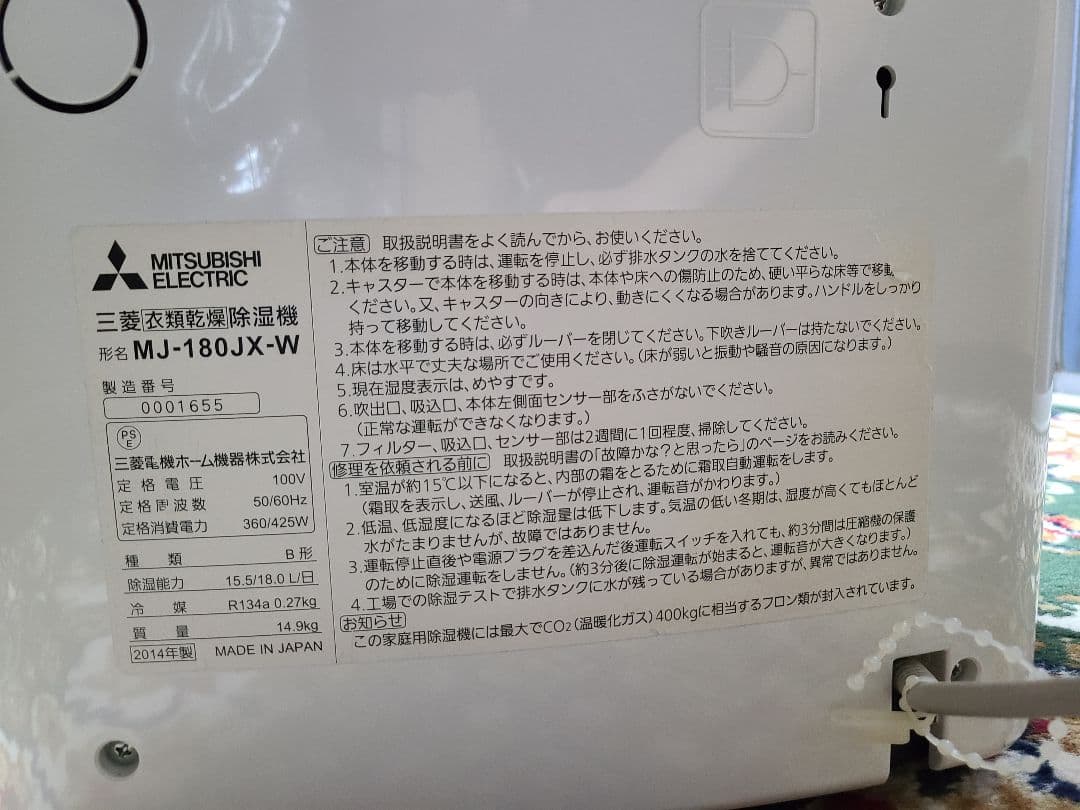 MITSUBISHI
ELECTRIC
三菱衣類乾燥除湿機
形名 MJ-180JX-W
製造番号
0001655
PS
E
三菱電機ホーム機器株式会社
定格電圧 100V
定格周波数 50/60Hz
定格消費電力 360/425W
種類 B形
除湿能力 15.5/18.0 L/日
冷媒 R134a 0.27kg
質量 14.9kg
2014年製 MADE IN JAPAN
ご注意 取扱説明書をよく読んでから、お使いください。
1.本体を移動する時は、運転を停止し、必ず排水タンクの水を捨ててください。
2.キャスターで本体を移動する時は、本体や床への傷防止のため、硬い平らな床等で移動
ください。又、キャスターの向きにより、動きにくくなる場合があります。ハンドルをしっかり
持って移動してください。
3.本体を移動する時は、必ずルーバーを閉じてください。下吹きルーバーは持たないでください。
4.床は水平で丈夫な場所でご使用ください。(床が弱いと振動や騒音の原因になります。)
5.現在湿度表示は、めやすです。
6.吹出口、吸込口、本体左側面センサー部をふさがないでください。
(正常な運転ができなくなります。)
7.フィルター、吸込口、センサー部は2週間に1回程度、掃除してください。
修理を依頼される前に 取扱説明書の「故障かな?と思ったら」のページをお読みください。
1.室温が約15℃以下になると、内部の霜をとるために霜取自動運転をします。
(霜取を表示し、送風、ルーバーが停止され、運転音がかわります。)
2.低温、低湿度になるほど除湿量は低下します。気温の低い冬期は、湿度が高くてもほとんど
水がたまりませんが、故障ではありません。
3.運転停止直後や電源プラグを差込んだ後運転スイッチを入れても、約3分間は圧縮機の保護
のために除湿運転をしません。(約3分後に除湿運転が始まると、運転音が大きくなります。)
4.工場での除湿テストで排水タンクに水が残っている場合がありますが、異常ではありません。
お知らせ
この家庭用除湿機には最大でCO2(温暖化ガス)400kgに相当するフロン類が封入されています。